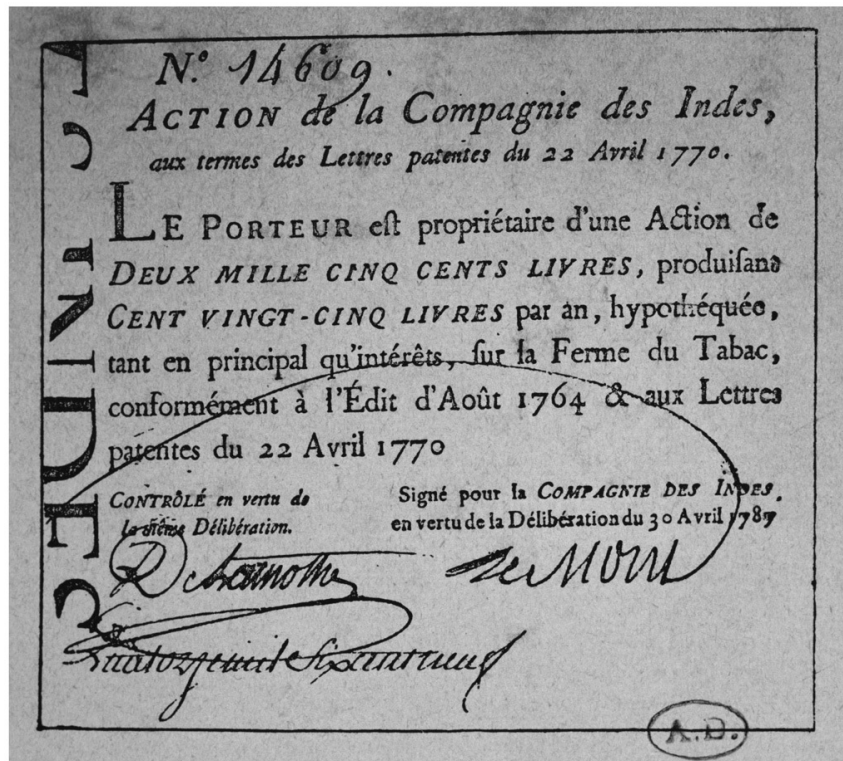 N.º 14609.
ACTION de la Compagnie des Indes,
aux termes des Lettres patentes du 22 Avril 1770.
LE PORTEUR eſt propriétaire d'une Action de
DEUX MILLE CINQ CENTS LIVRES, produiſant
CENT VINGT-CINQ LIVRES par an, hypothéquée,
tant en principal qu'intérêts, ſur la Ferme du Tabac,
conformément à l'Édit d'Août 1764 & aux Lettres
patentes du 22 Avril 1770
CONTRÔLÉ en vertu de
la même Délibération.
Signé pour la COMPAGNIE DES INDES,
en vertu de la Délibération du 30 Avril 1787
A.D.